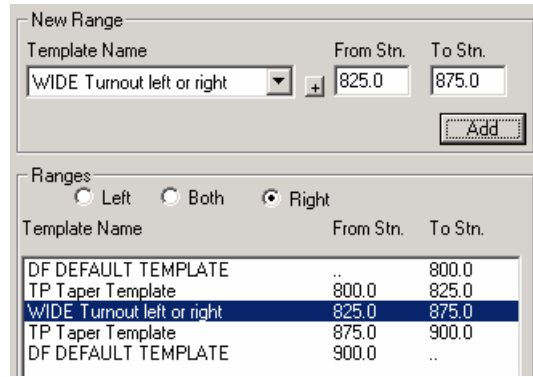 New Range
Template Name From Stn. To Stn.
WIDE Turnout left or right + 825.0 875.0
Add
Ranges
Left Both Right
Template Name From Stn. To Stn.
DF DEFAULT TEMPLATE .. 800.0
TP Taper Template 800.0 825.0
WIDE Turnout left or right 825.0 875.0
TP Taper Template 875.0 900.0
DF DEFAULT TEMPLATE 900.0 ..